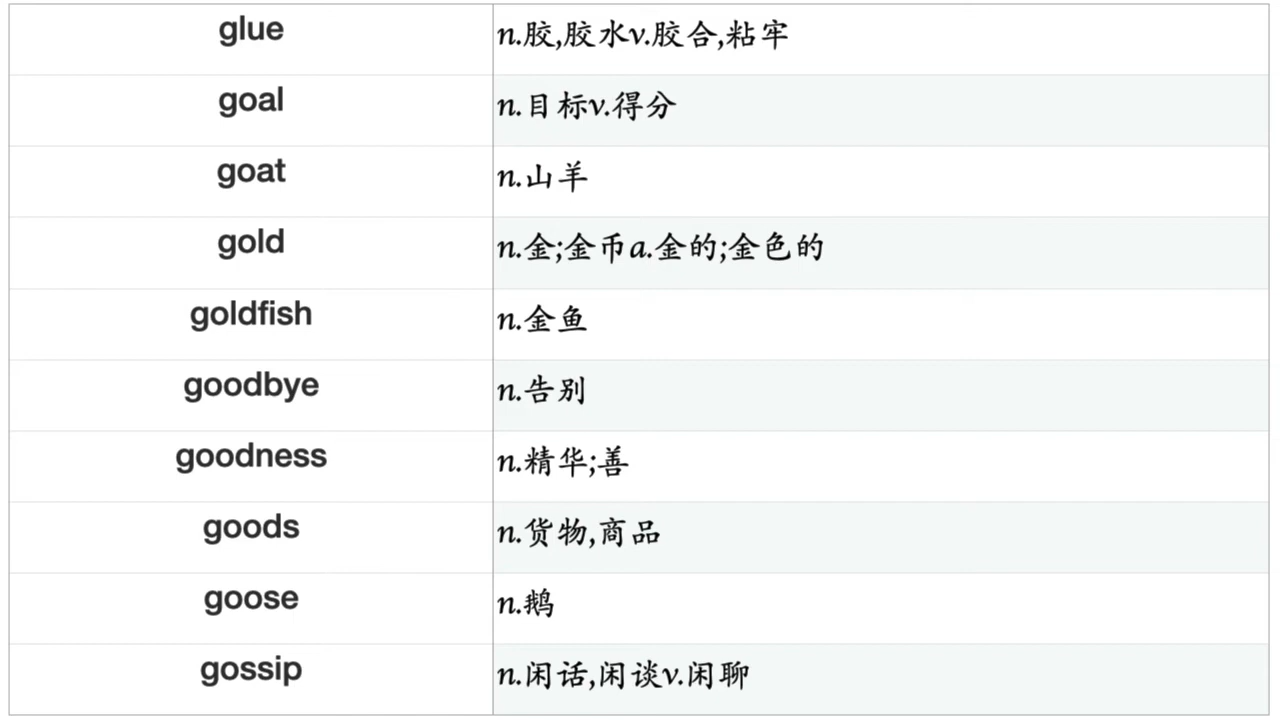 glue n.胶,胶水v.胶合,粘牢
goal n.目标v.得分
goat n.山羊
gold n.金;金币a.金的;金色的
goldfish n.金鱼
goodbye n.告别
goodness n.精华;善
goods n.货物,商品
goose n.鹅
gossip n.闲话,闲谈v.闲聊